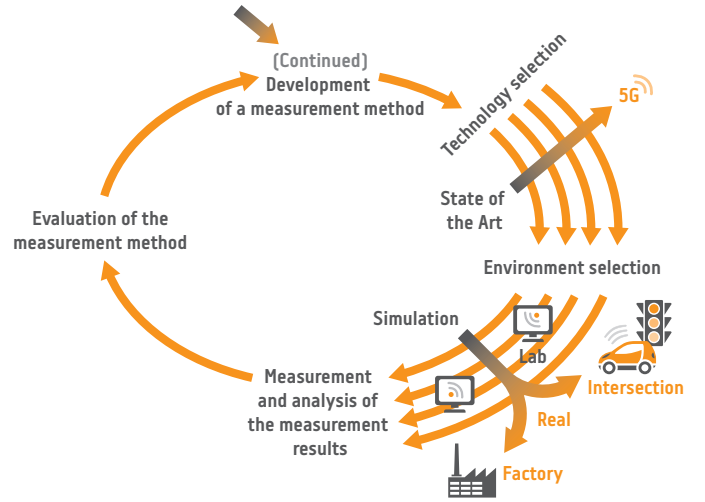 (Continued)
Development
of a measurement method
Technology selection
5G
State of
the Art
Evaluation of the
measurement method
Environment selection
Simulation
Lab
Intersection
Measurement
and analysis of
the measurement
results
Real
Factory